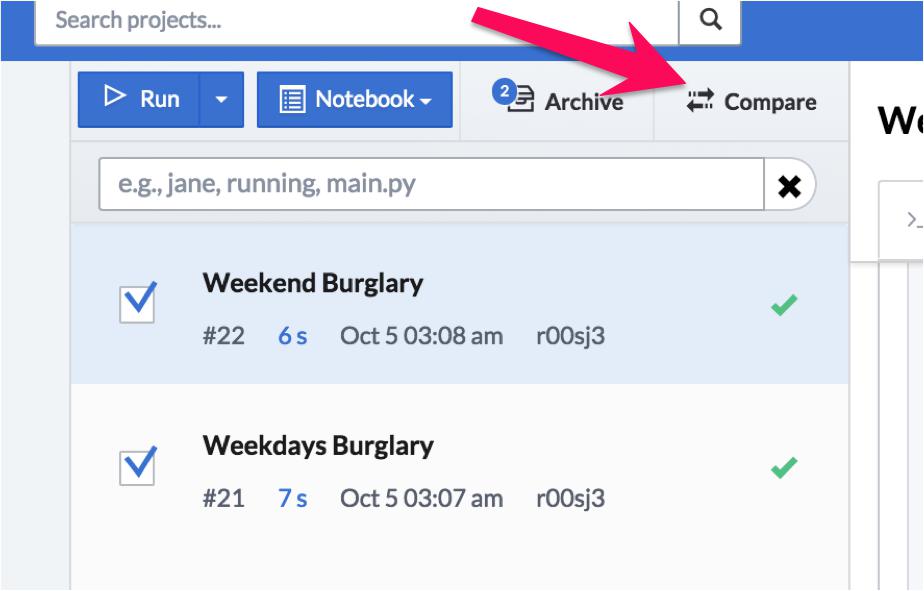 Search projects...
Run Notebook 2 Archive Compare
We
e.g., jane, running, main.py
>_
Weekend Burglary
#22 6 s Oct 5 03:08 am r00sj3
Weekdays Burglary
#21 7 s Oct 5 03:07 am r00sj3